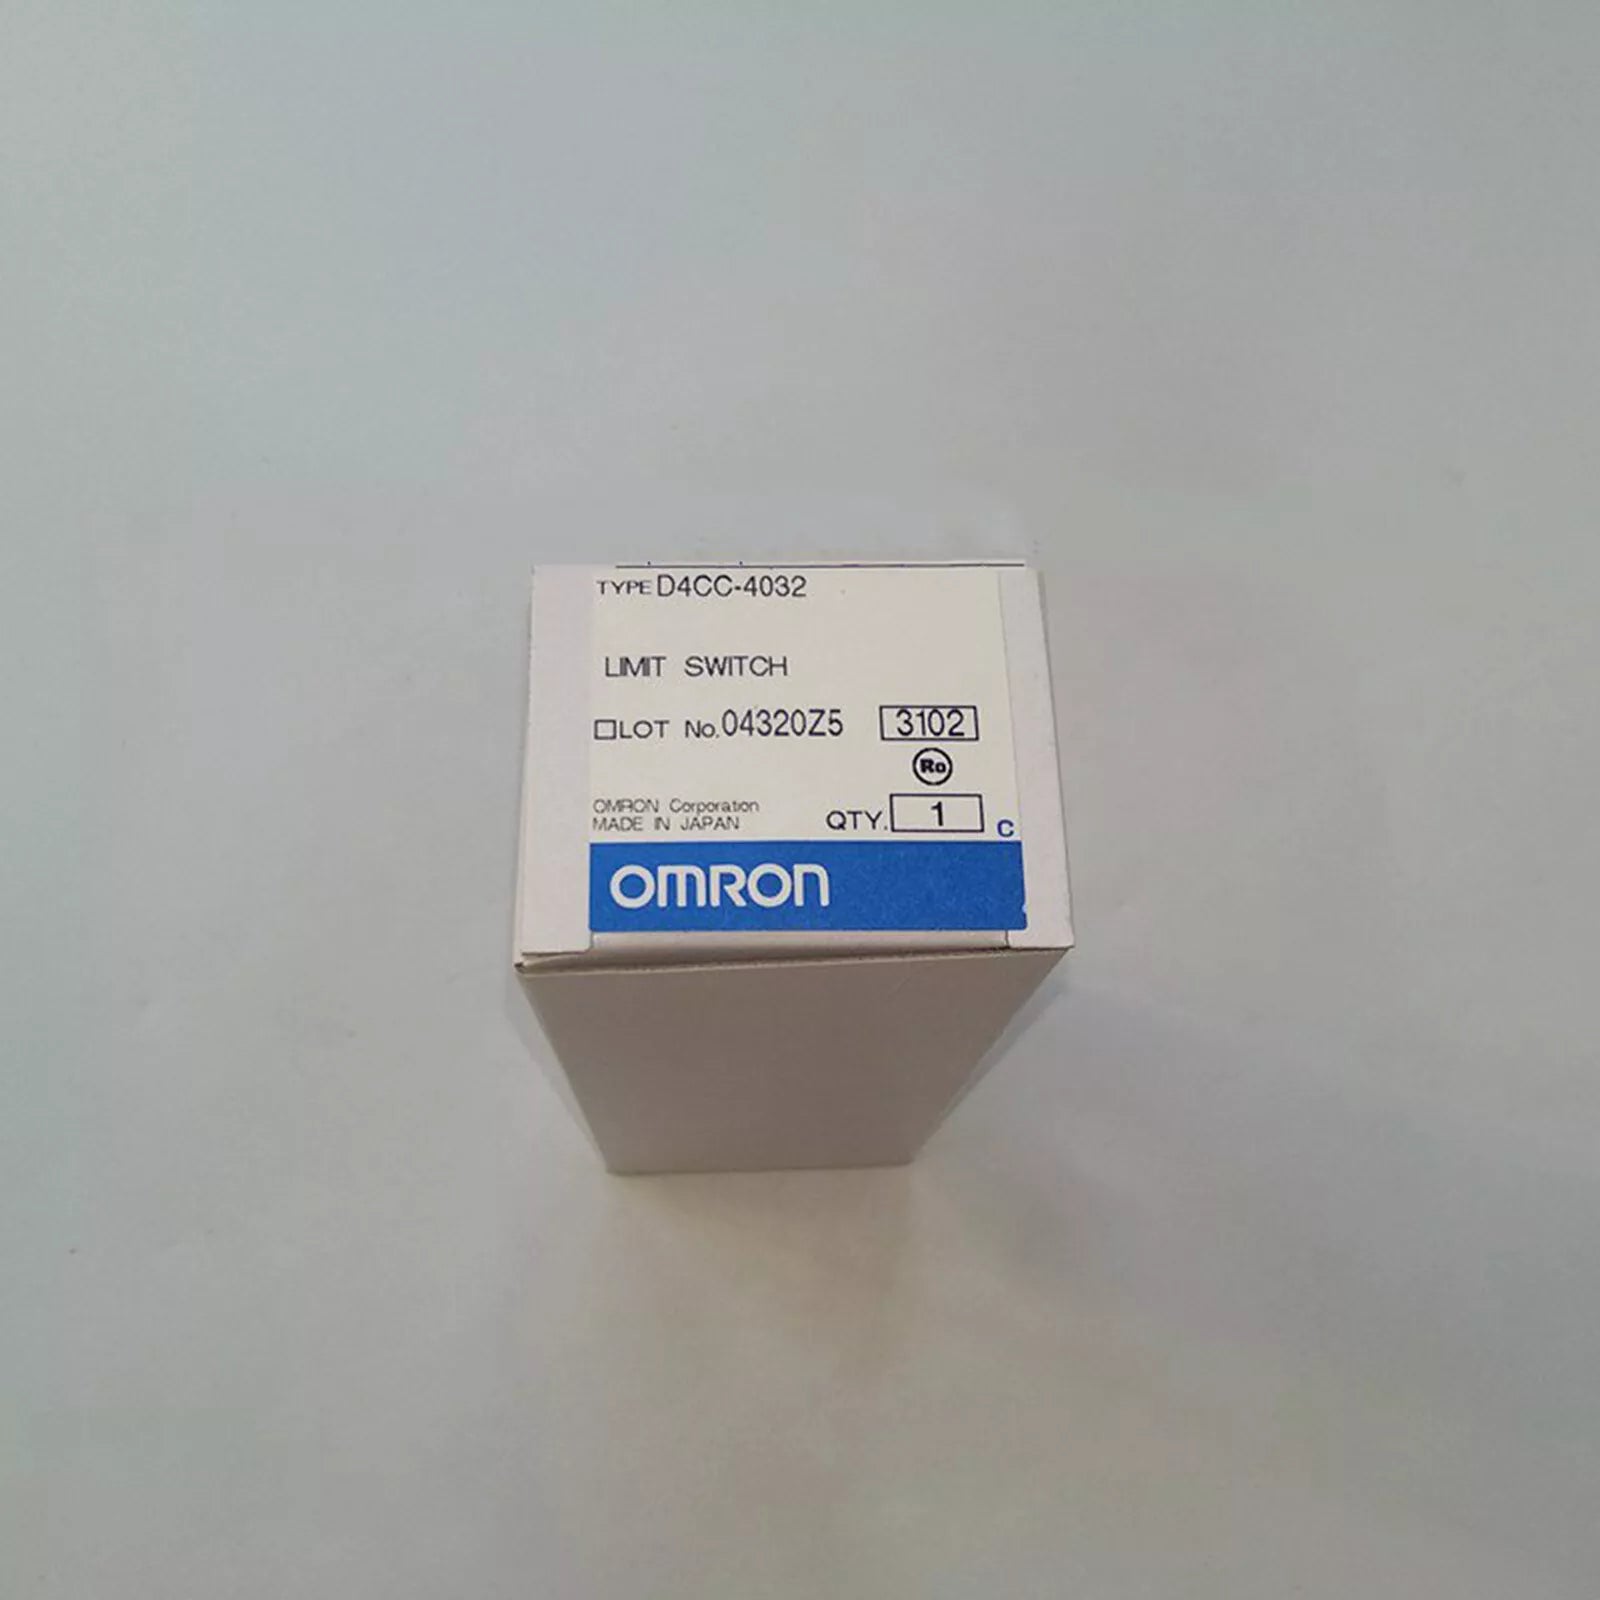 TYPE D4CC-4032
LIMIT SWITCH
LOT No. 04320Z5 3102
Ro
OMRON Corporation
MADE IN JAPAN QTY. 1 C
OMRON